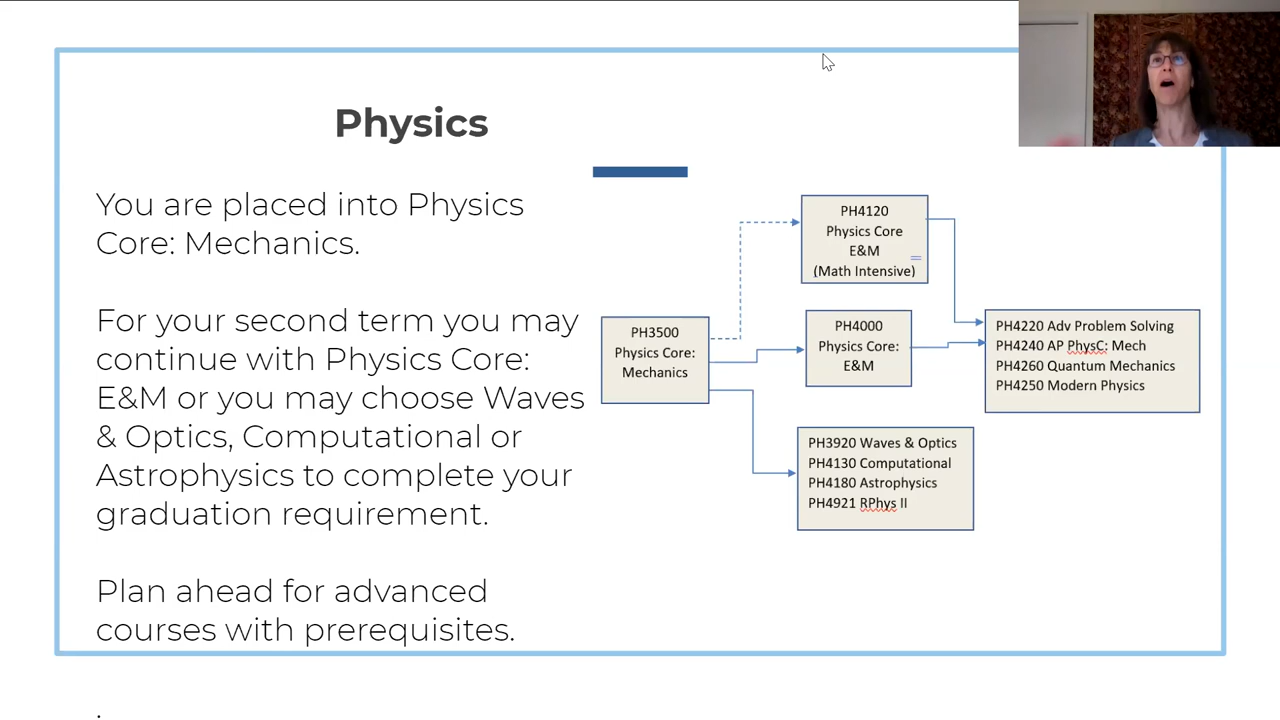 Physics
You are placed into Physics
Core: Mechanics.
For your second term you may
continue with Physics Core:
E&M or you may choose Waves
& Optics, Computational or
Astrophysics to complete your
graduation requirement.
Plan ahead for advanced
courses with prerequisites.
.
PH3500
Physics Core:
Mechanics
PH4120
Physics Core
E&M
(Math Intensive)
PH4000
Physics Core:
E&M
PH3920 Waves & Optics
PH4130 Computational
PH4180 Astrophysics
PH4921 RPhys II
PH4220 Adv Problem Solving
PH4240 AP PhysC: Mech
PH4260 Quantum Mechanics
PH4250 Modern Physics